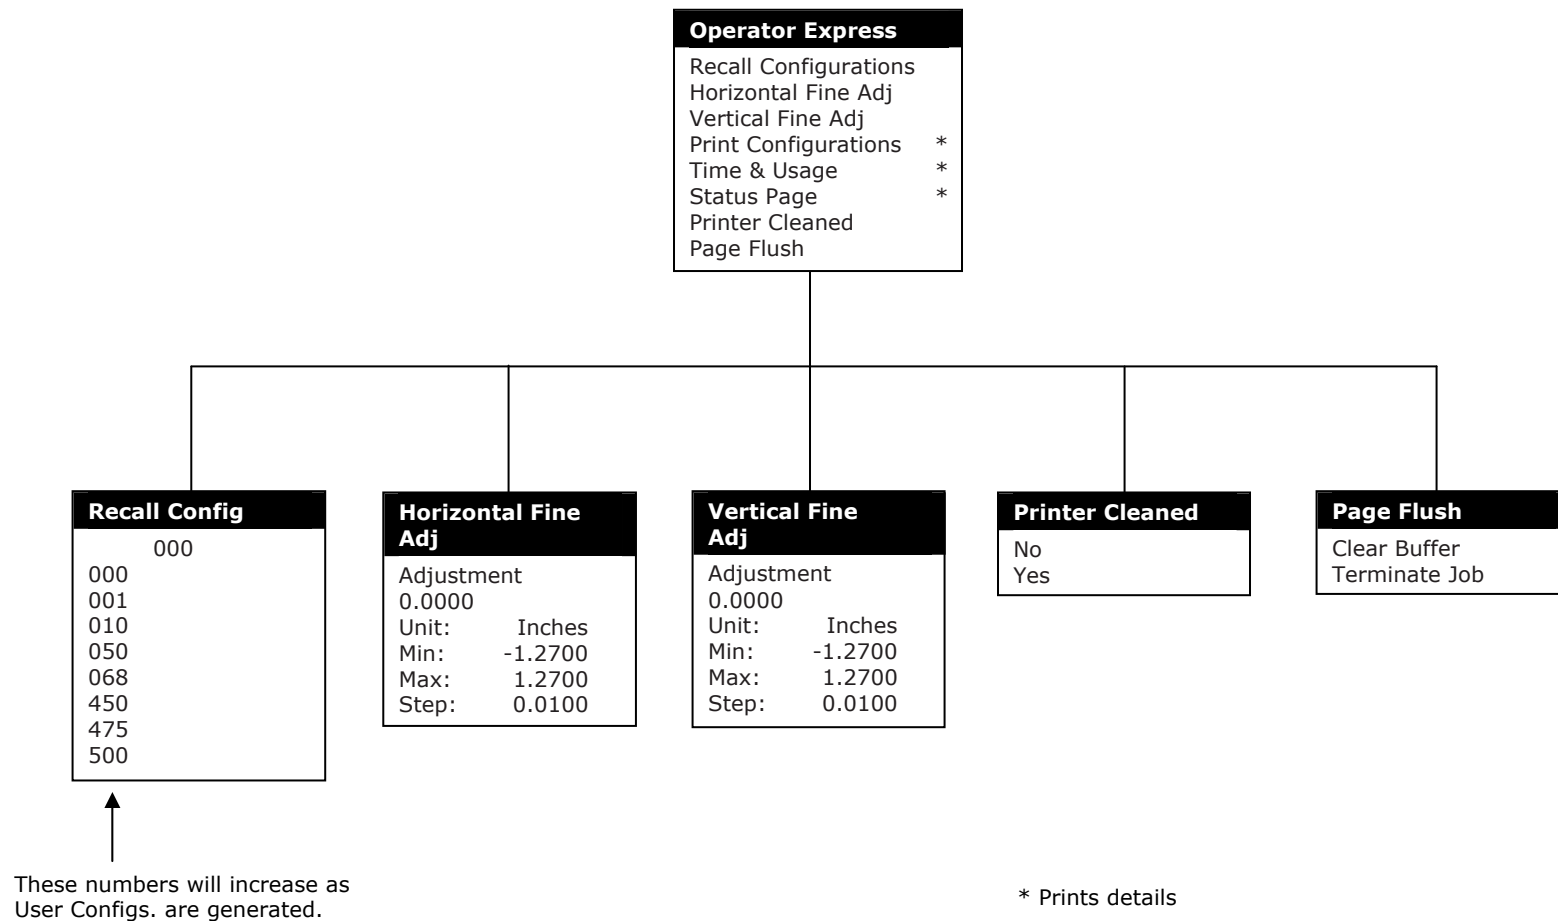 Operator Express
Recall Configurations
Horizontal Fine Adj
Vertical Fine Adj
Print Configurations *
Time & Usage *
Status Page *
Printer Cleaned
Page Flush
Recall Config
000
000
001
010
050
068
450
475
500
Horizontal Fine
Adj
Adjustment
0.0000
Unit: Inches
Min: -1.2700
Max: 1.2700
Step: 0.0100
Vertical Fine
Adj
Adjustment
0.0000
Unit: Inches
Min: -1.2700
Max: 1.2700
Step: 0.0100
Printer Cleaned
No
Yes
Page Flush
Clear Buffer
Terminate Job
These numbers will increase as
User Configs. are generated.
* Prints details